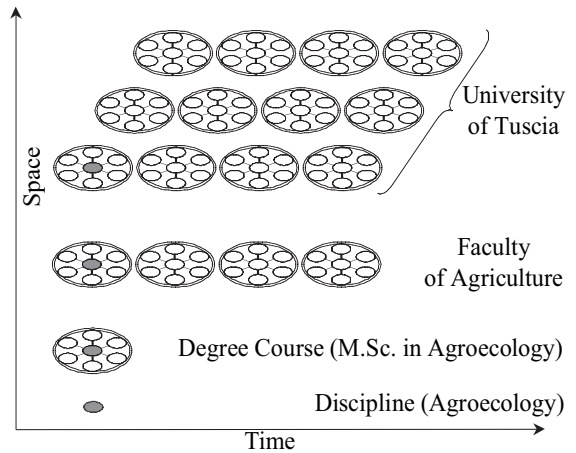 University
of Tuscia
Space
Faculty
of Agriculture
Degree Course (M.Sc. in Agroecology)
Discipline (Agroecology)
Time